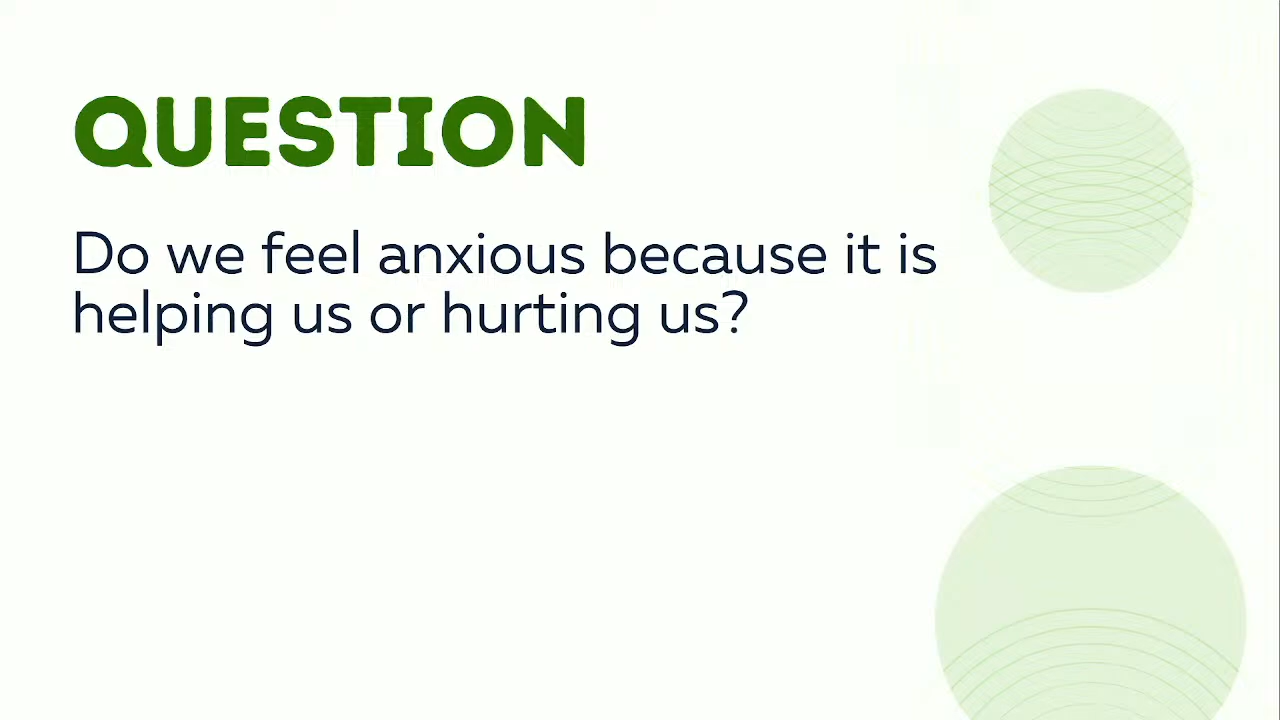 QUESTION
Do we feel anxious because it is
helping us or hurting us?